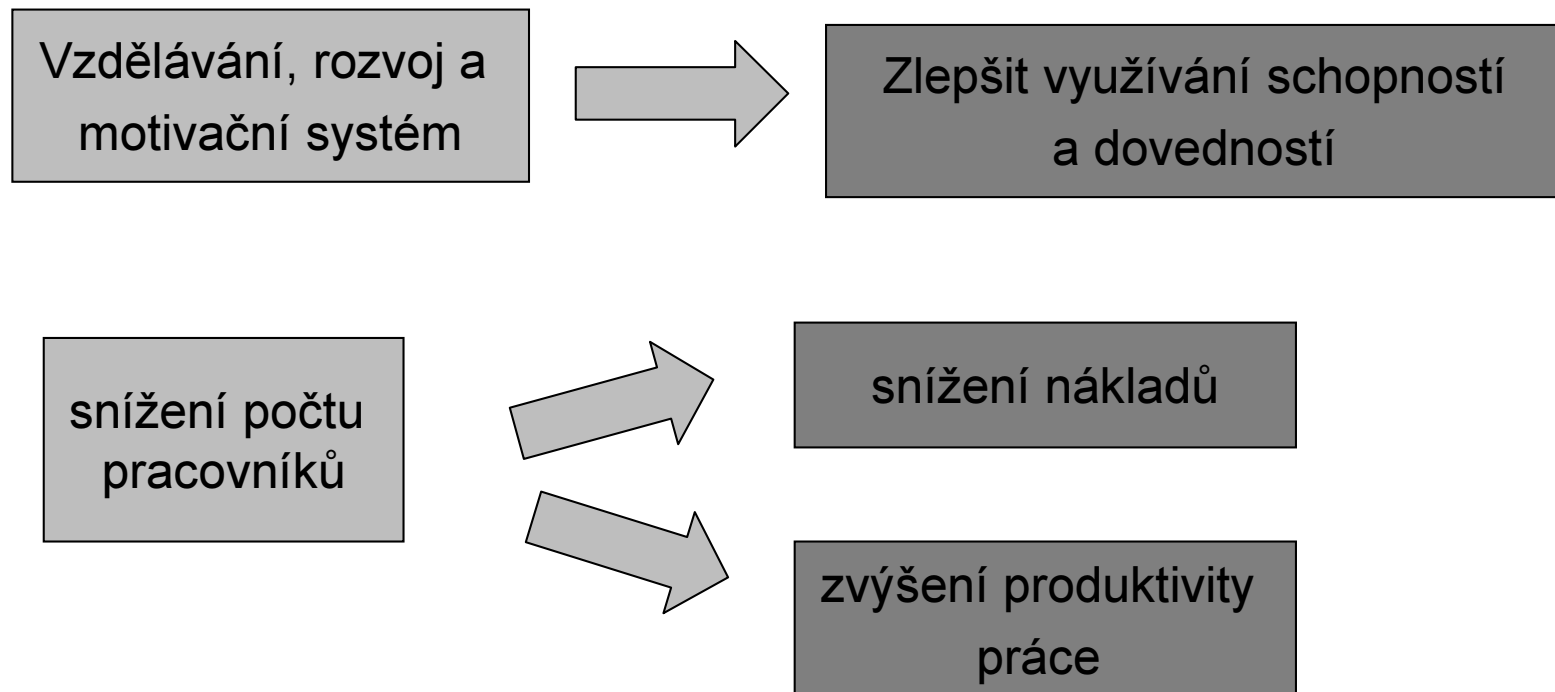 Vzdělávání, rozvoj a
motivační systém
Zlepšit využívání schopností
a dovedností
snížení počtu
pracovníků
snížení nákladů
zvýšení produktivity
práce